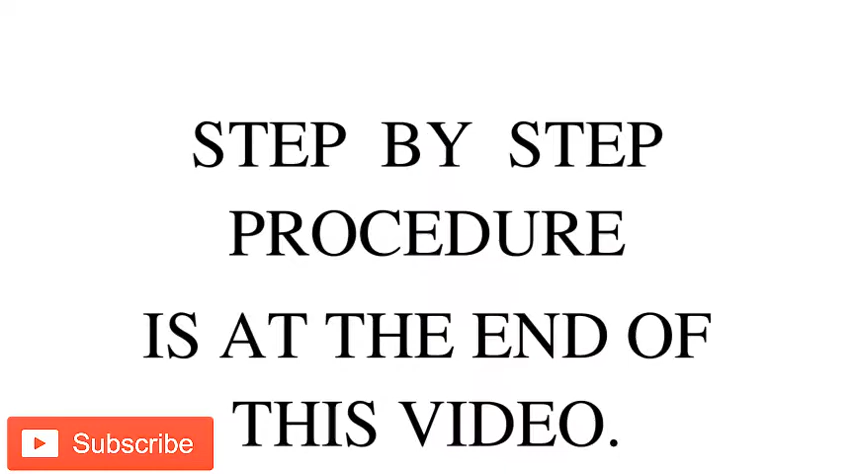 STEP BY STEP
PROCEDURE
IS AT THE END OF
THIS VIDEO.
Subscribe